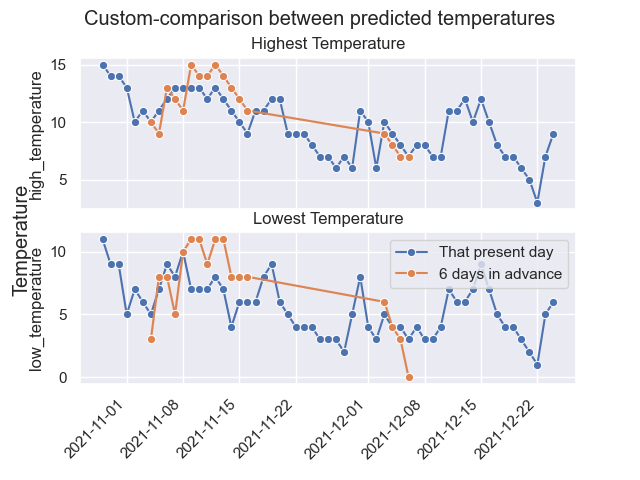 Custom-comparison between predicted temperatures
Highest Temperature
15
10
5
high_temperature
Temperature
Lowest Temperature
10
5
0
low_temperature
That present day
6 days in advance
2021-11-01
2021-11-08
2021-11-15
2021-11-22
2021-12-01
2021-12-08
2021-12-15
2021-12-22